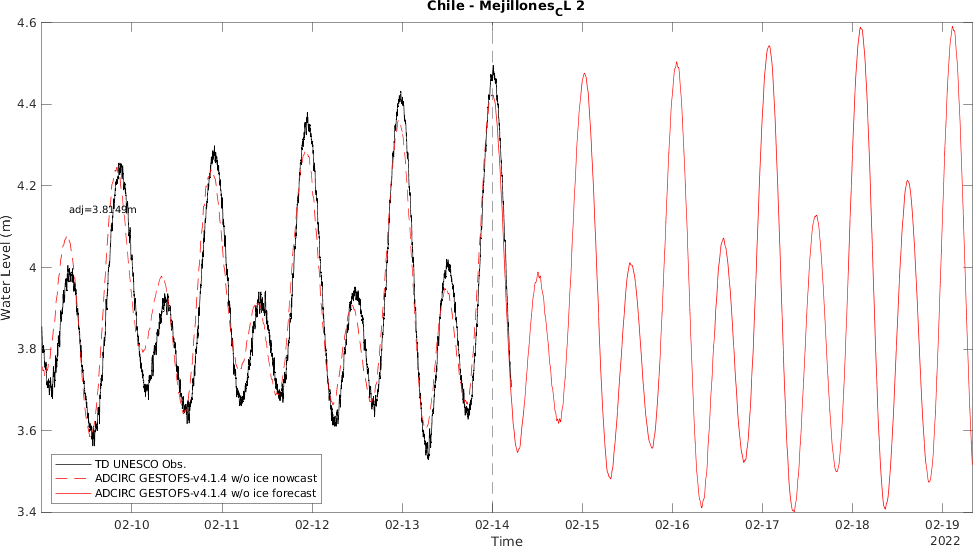 Chile - MejillonesCL 2
4.6
4.4
4.2
4
3.8
3.6
3.4
Water Level (m)
adj=3.8149m
TD UNESCO Obs.
ADCIRC GESTOFS-v4.1.4 w/o ice nowcast
ADCIRC GESTOFS-v4.1.4 w/o ice forecast
02-10 02-11 02-12 02-13 02-14 02-15 02-16 02-17 02-18 02-19
Time
2022